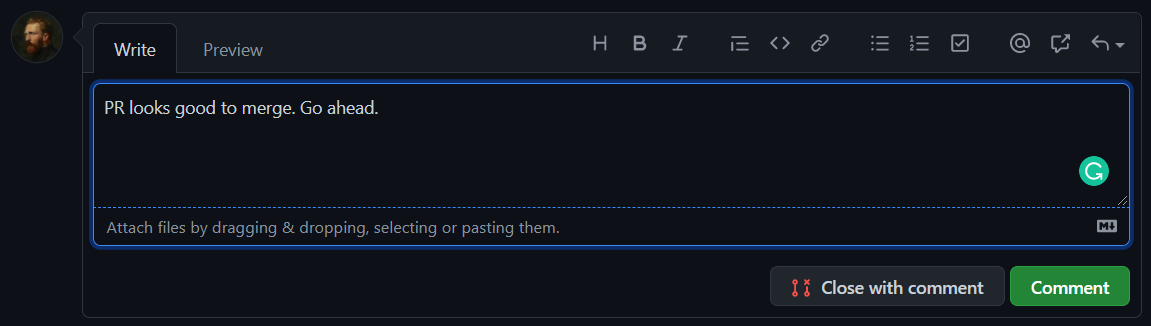 Write Preview
PR looks good to merge. Go ahead.
Attach files by dragging & dropping, selecting or pasting them.
Close with comment Comment